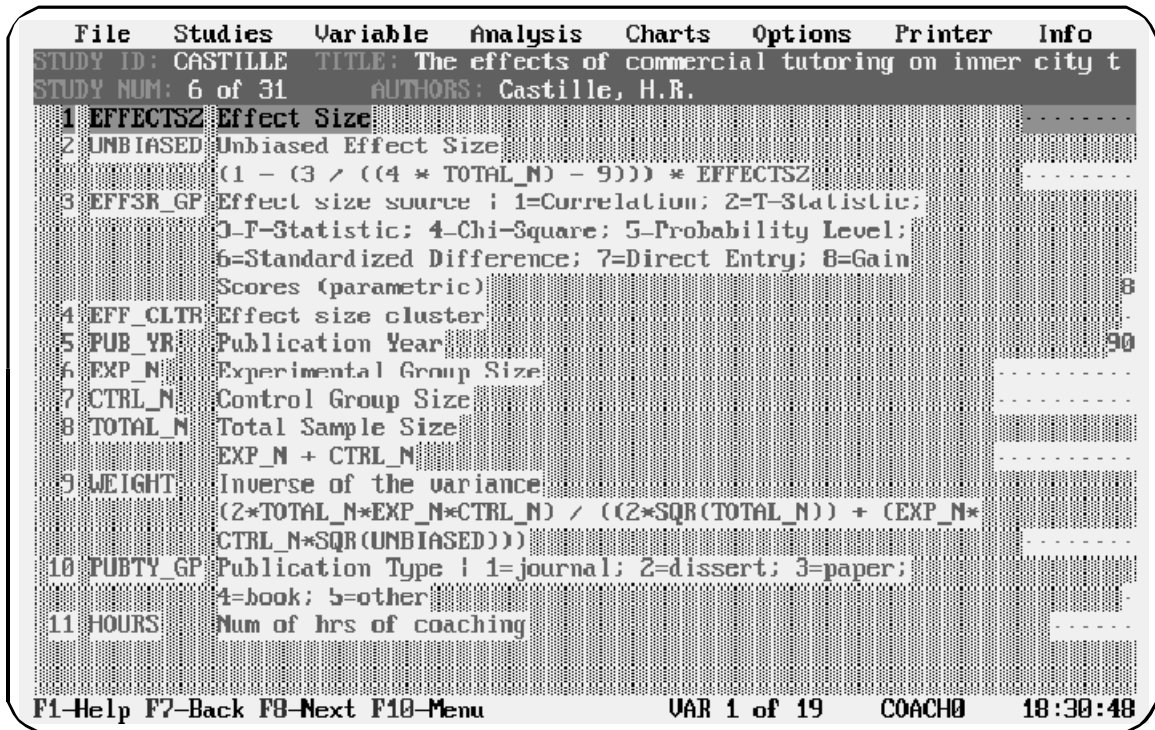 File Studies Variable Analysis Charts Options Printer Info
STUDY ID: CASTILLE TITLE: The effects of commercial tutoring on inner city t
STUDY NUM: 6 of 31 AUTHORS: Castille, H.R.
1 EFFECTSZ Effect Size ........
2 UNBIASED Unbiased Effect Size
(1 - (3 / ((4 * TOTAL_N) - 9))) * EFFECTSZ ........
3 EFFSR_GP Effect size source | 1=Correlation; 2=T-Statistic;
3=F-Statistic; 4=Chi-Square; 5=Probability Level;
6=Standardized Difference; 7=Direct Entry; 8=Gain
Scores (parametric) 8
4 EFF_CLTR Effect size cluster .
5 PUB_YR Publication Year 90
6 EXP_N Experimental Group Size ..........
7 CTRL_N Control Group Size ..........
8 TOTAL_N Total Sample Size
EXP_N + CTRL_N ..........
9 WEIGHT Inverse of the variance
(2*TOTAL_N*EXP_N*CTRL_N) / ((2*SQR(TOTAL_N)) + (EXP_N*
CTRL_N*SQR(UNBIASED))) ........
10 PUBTY_GP Publication Type | 1=journal; 2=dissert; 3=paper;
4=book; 5=other .
11 HOURS Num of hrs of coaching ......
F1-Help F7-Back F8-Next F10-Menu VAR 1 of 19 COACH0 18:30:48